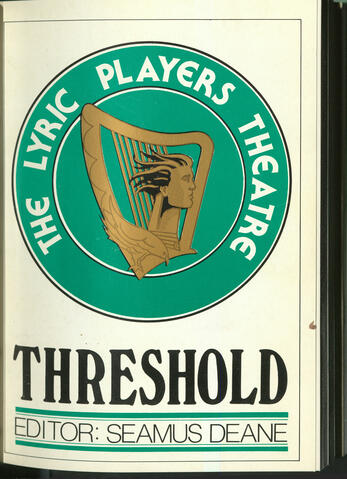 THE LYRIC PLAYERS THEATRE
THRESHOLD
EDITOR: SEAMUS DEANE